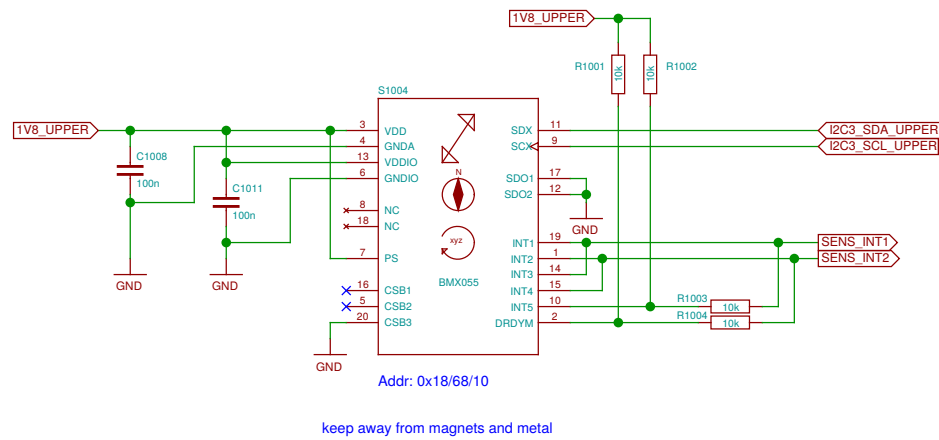 1V8_UPPER
R1001
10k
10k
R1002
S1004
1V8_UPPER
3
VDD
SDX
11
I2C3_SDA_UPPER
4
GNDA
SCX
9
I2C3_SCL_UPPER
C1008
100n
13
VDDIO
6
GNDIO
N
SDO1
17
C1011
100n
SDO2
12
8
NC
18
NC
GND
xyz
INT1
19
SENS_INT1
7
PS
INT2
1
SENS_INT2
INT3
14
GND
GND
BMX055
16
CSB1
INT4
15
5
CSB2
INT5
10
R1003
10k
20
CSB3
DRDYM
2
R1004
10k
GND
Addr: 0x18/68/10
keep away from magnets and metal